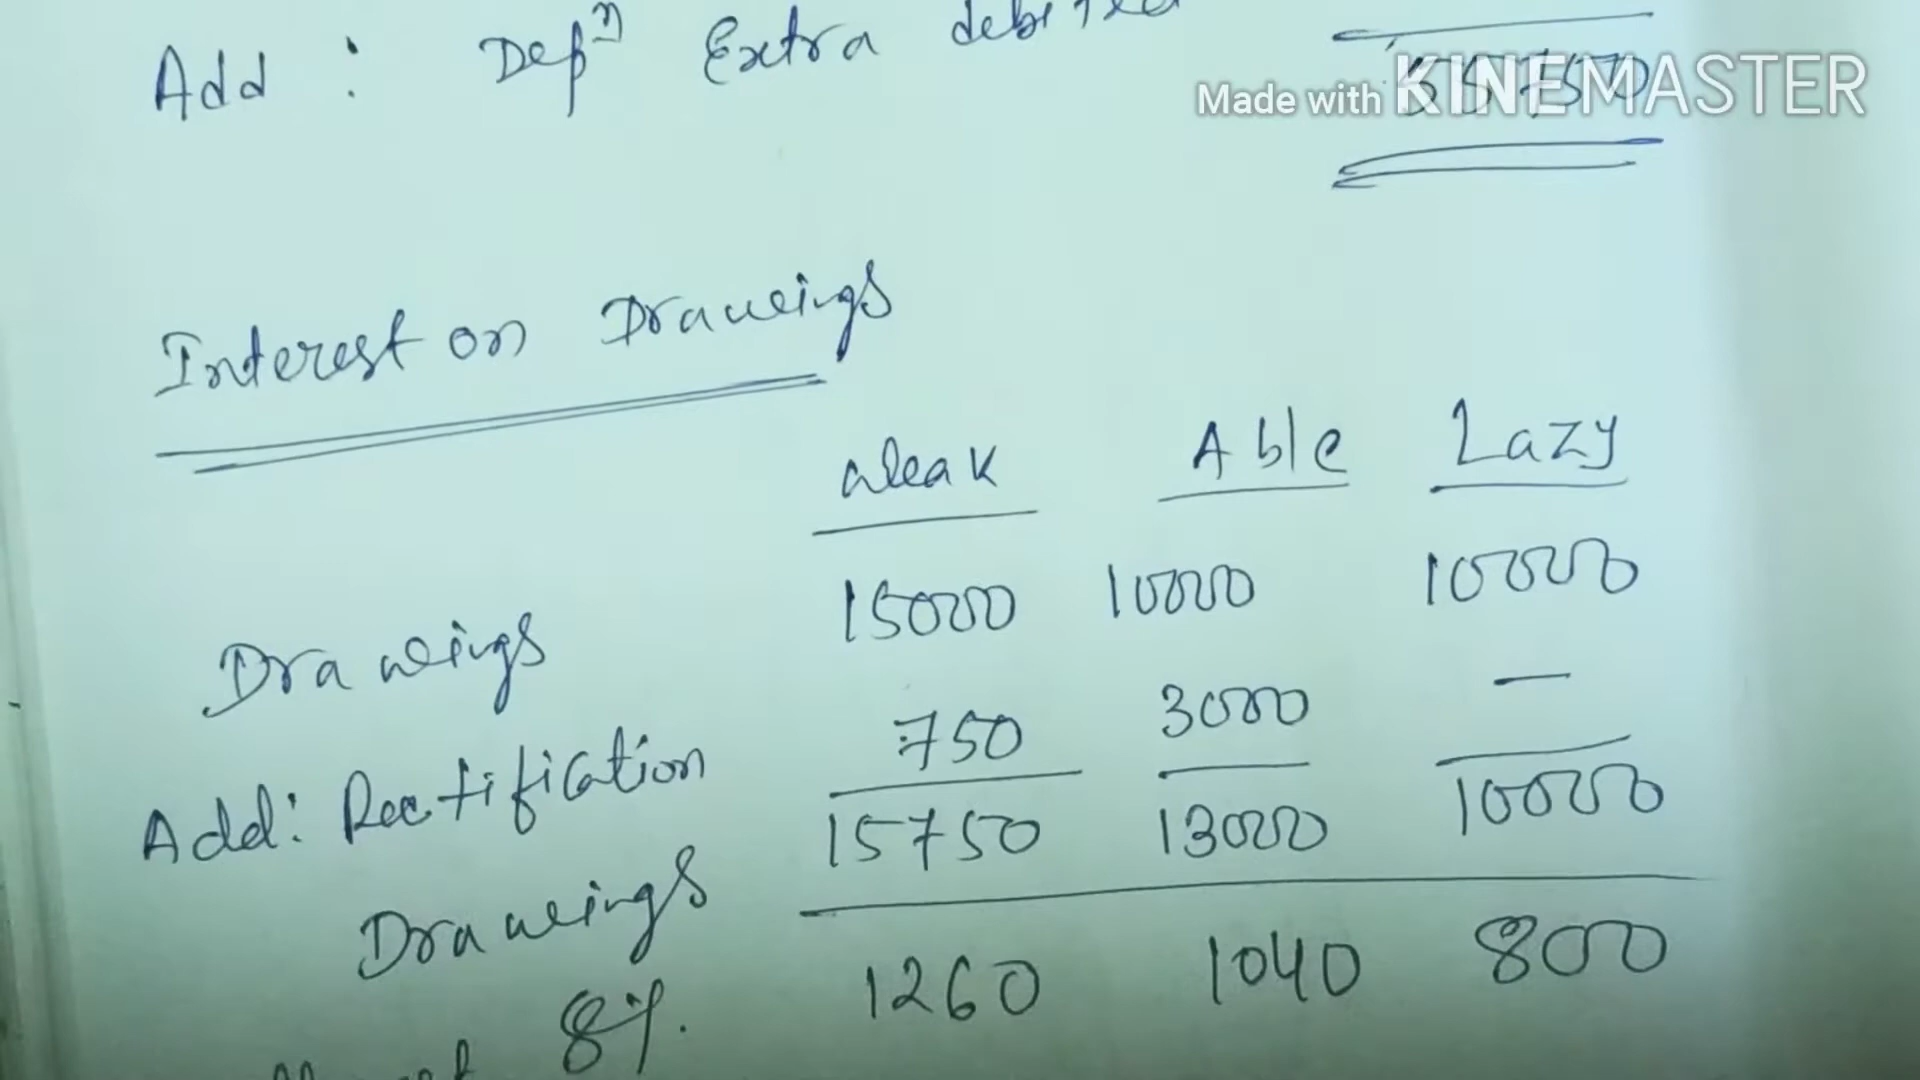 Add : Depn Extra debited
Made with KINEMASTER
Interest on Drawings
Weak Able Lazy
Drawings 15000 10000 10000
Add: Rectification 750 3000 —
15750 13000 10000
Drawings
8%. 1260 1040 800